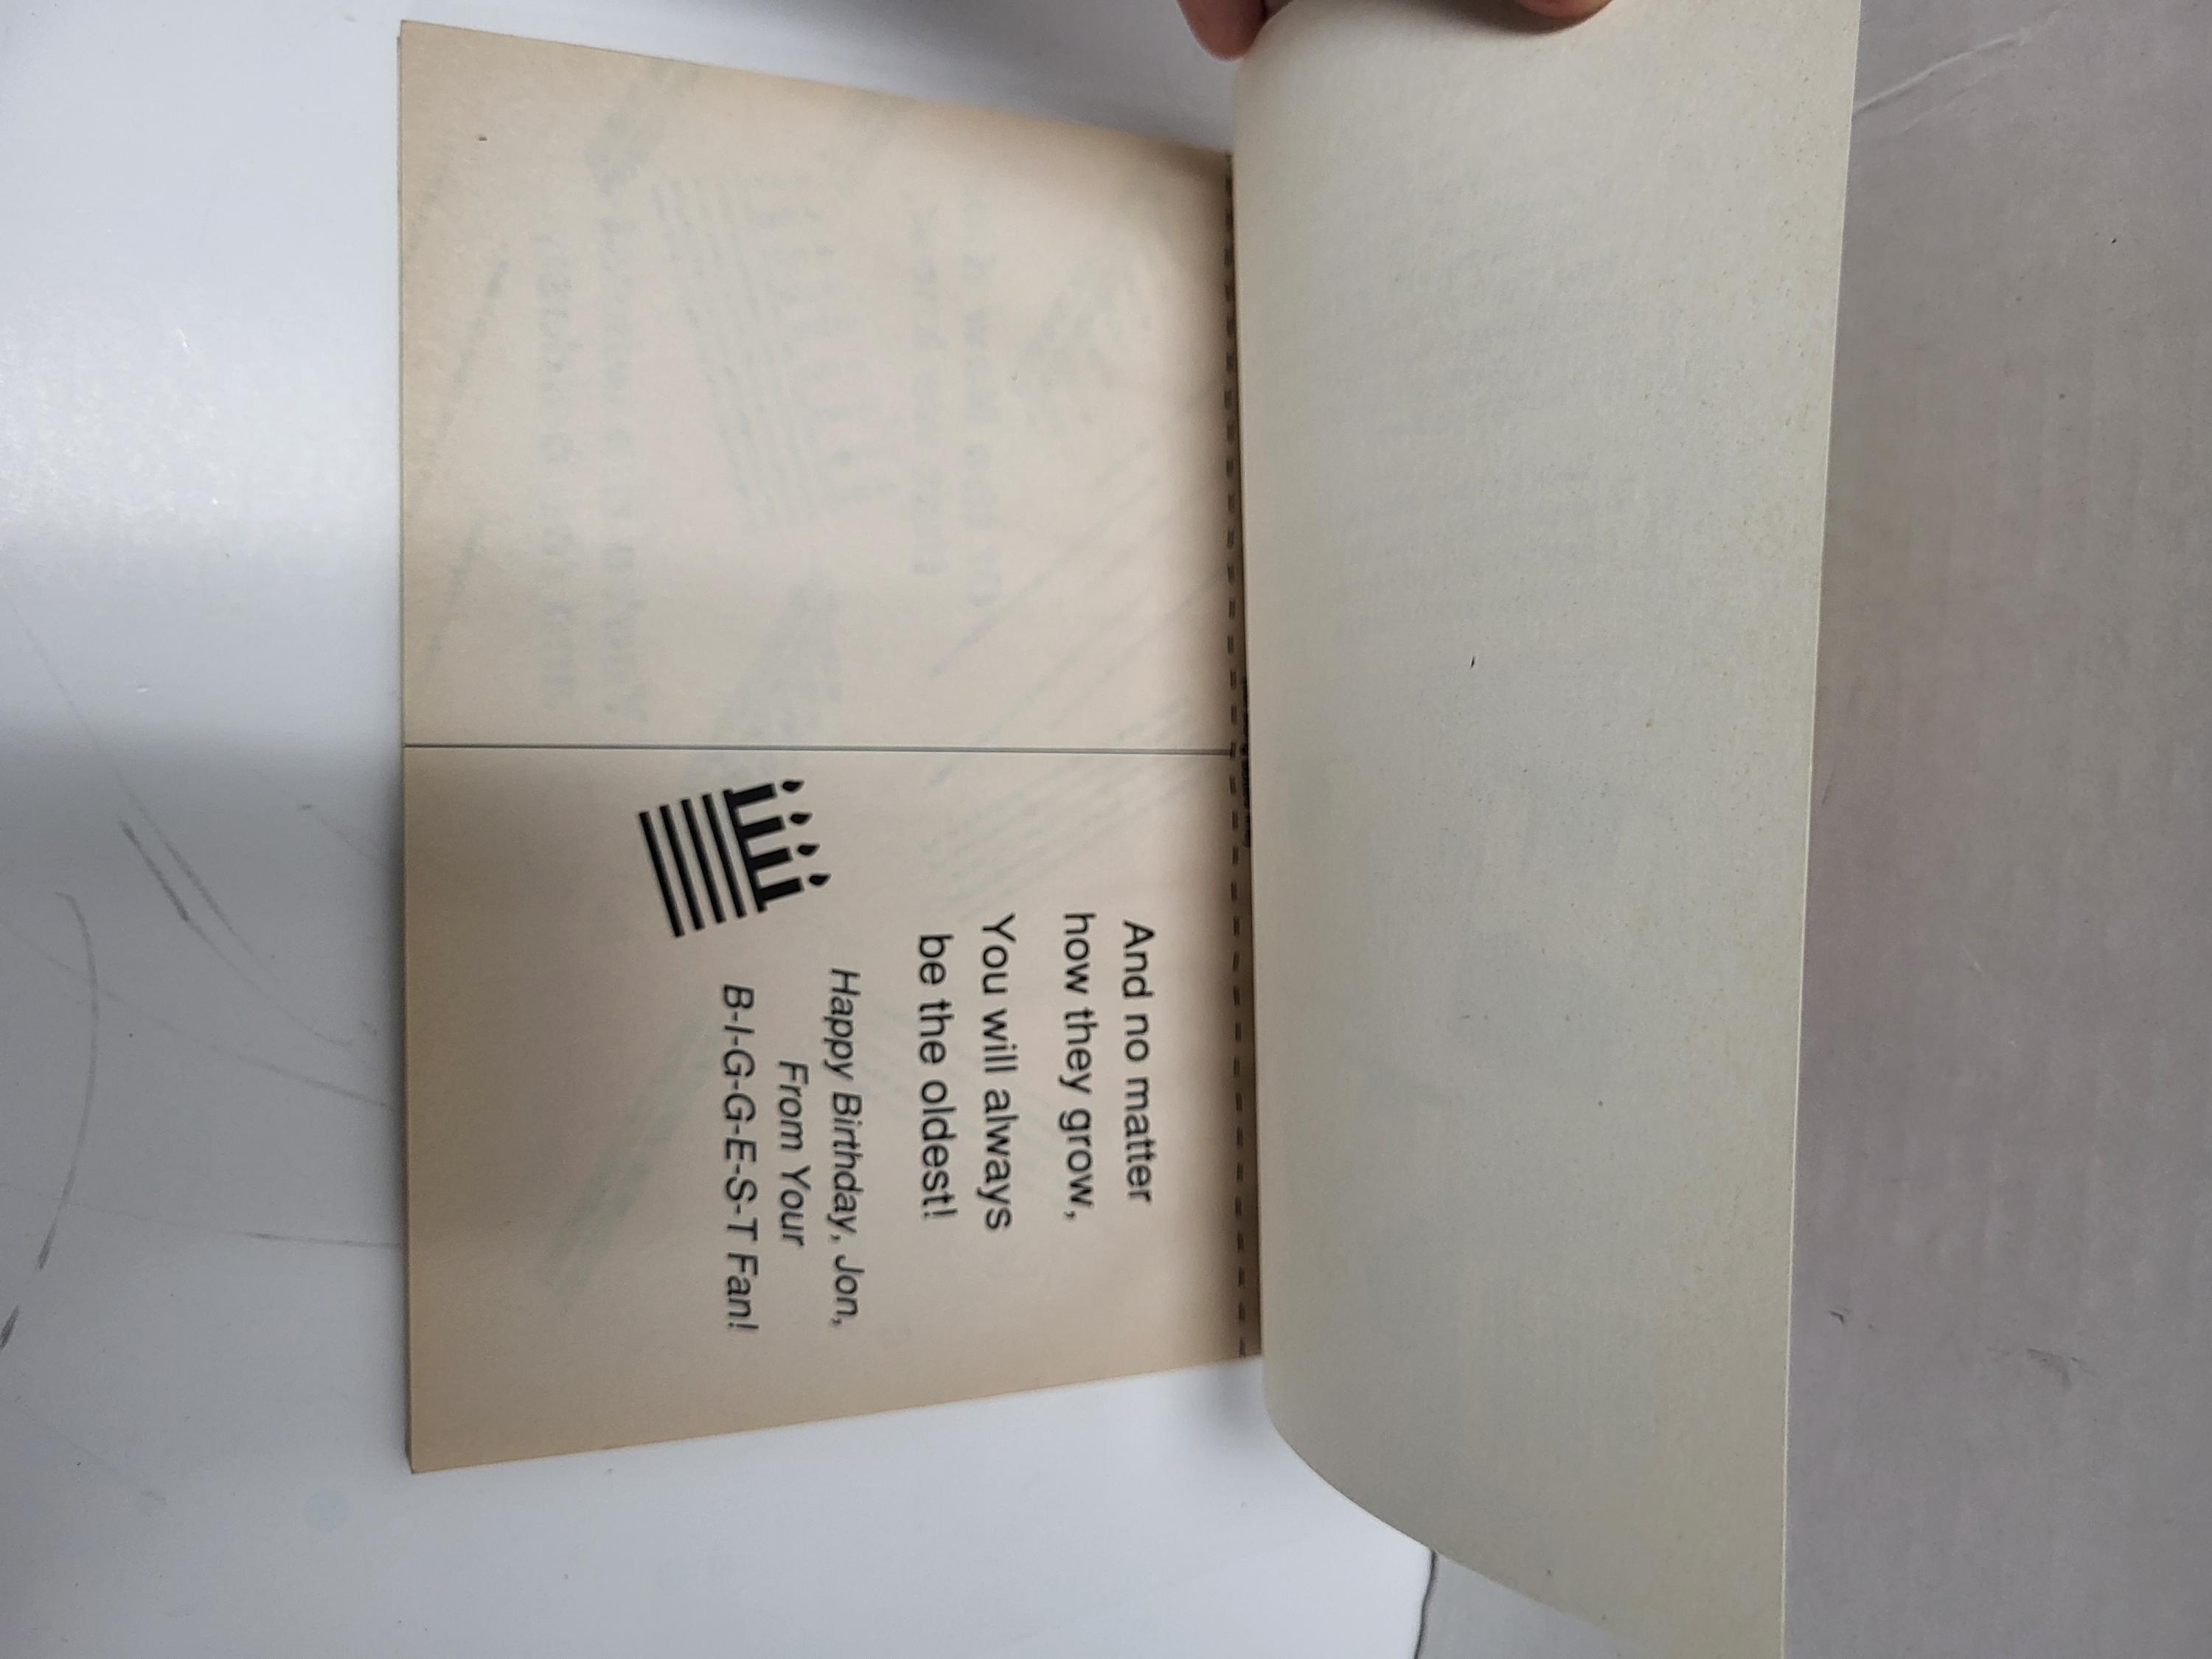 And no matter
how they grow,
You will always
be the oldest!
Happy Birthday, Jon,
From Your
B-I-G-G-E-S-T Fan!